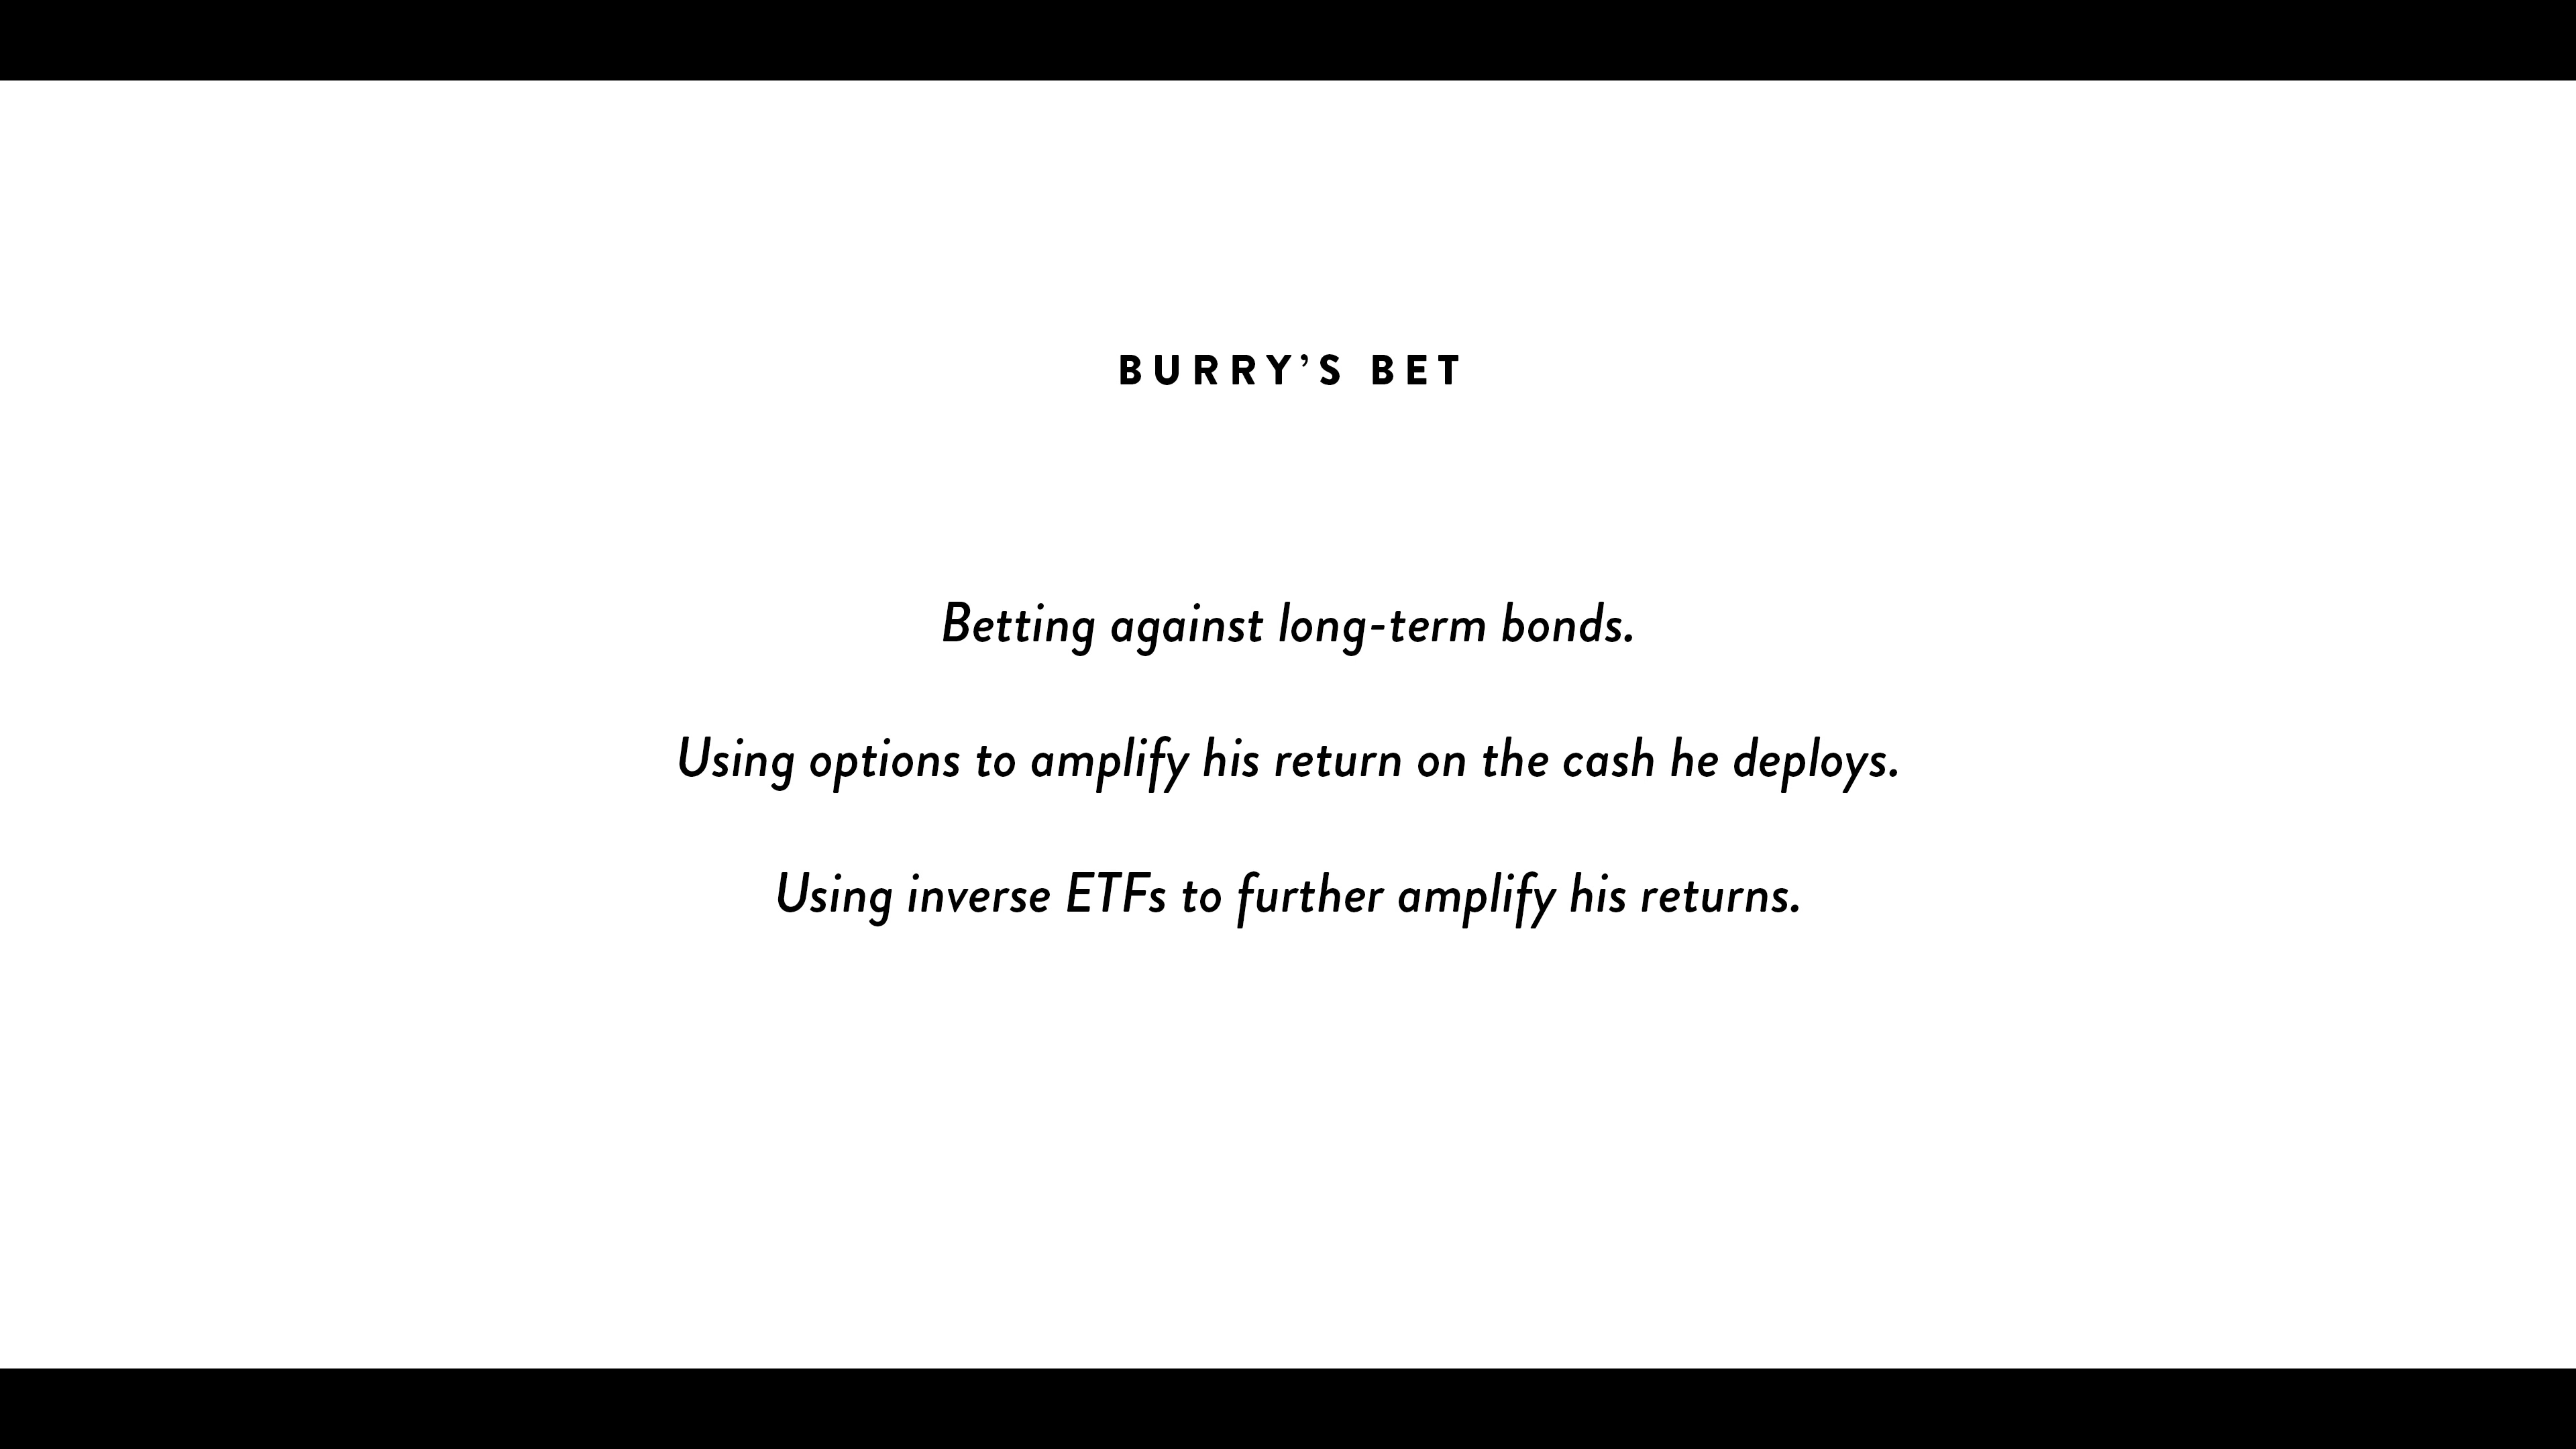 BURRY’S BET
Betting against long-term bonds.
Using options to amplify his return on the cash he deploys.
Using inverse ETFs to further amplify his returns.